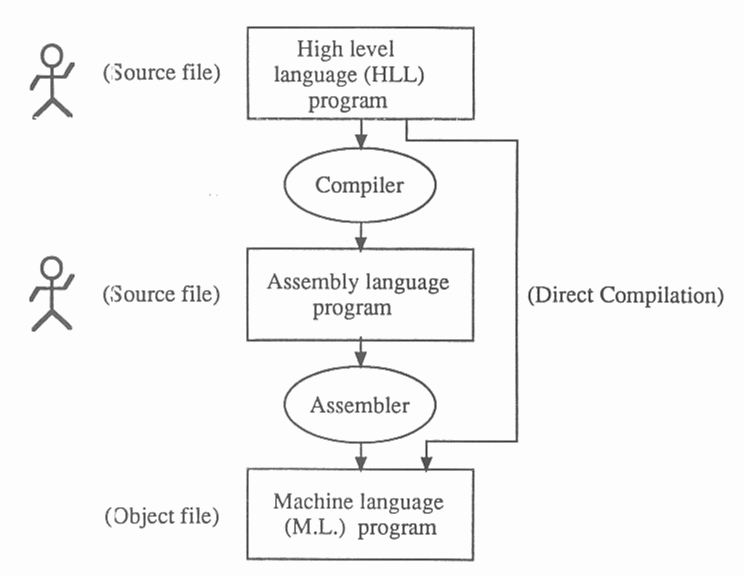 (Source file)
High level
language (HLL)
program
Compiler
(Source file)
Assembly language
program
(Direct Compilation)
Assembler
(Object file)
Machine language
(M.L.) program